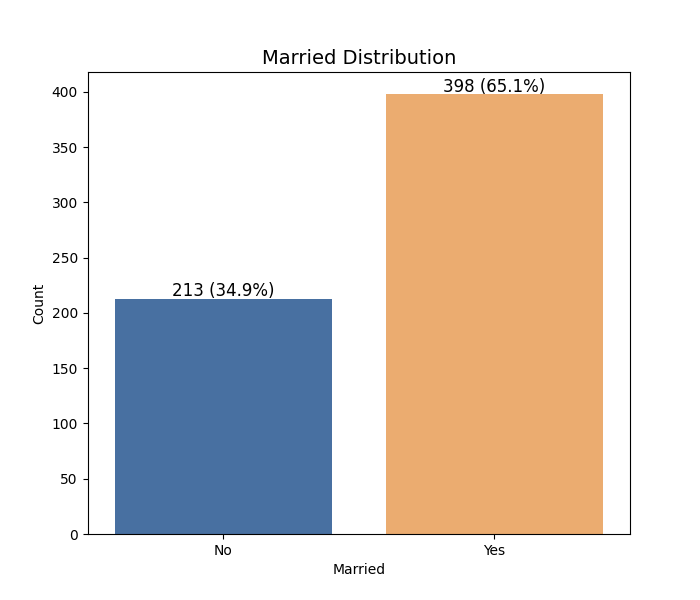 Married Distribution
398 (65.1%)
213 (34.9%)
400
350
300
250
200
150
100
50
0
Count
No
Yes
Married